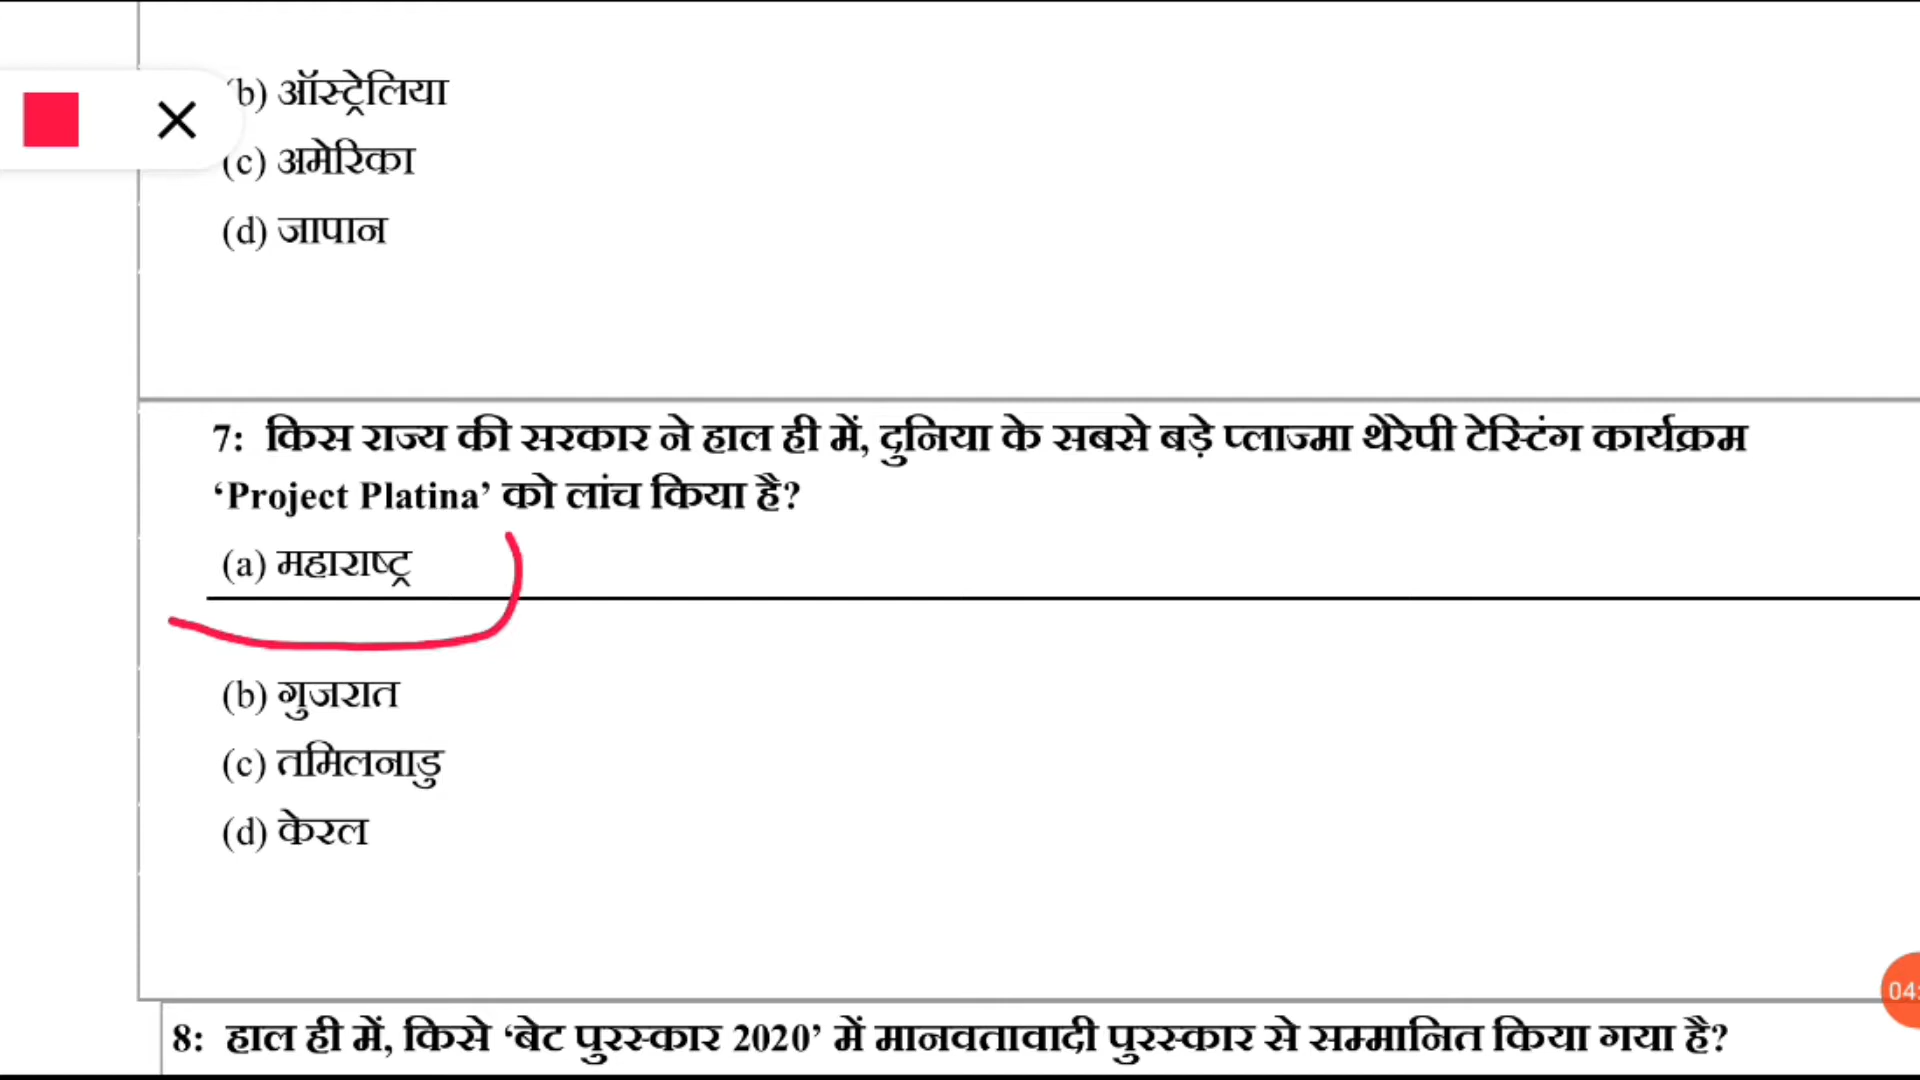 (b) ऑस्ट्रेलिया
(c) अमेरिका
(d) जापान
7: किस राज्य की सरकार ने हाल ही में, दुनिया के सबसे बड़े प्लाज्मा थेरेपी टेस्टिंग कार्यक्रम
‘Project Platina’ को लांच किया है?
(a) महाराष्ट्र
(b) गुजरात
(c) तमिलनाडु
(d) केरल
04:
8: हाल ही में, किसे ‘बेट पुरस्कार 2020’ में मानवतावादी पुरस्कार से सम्मानित किया गया है?